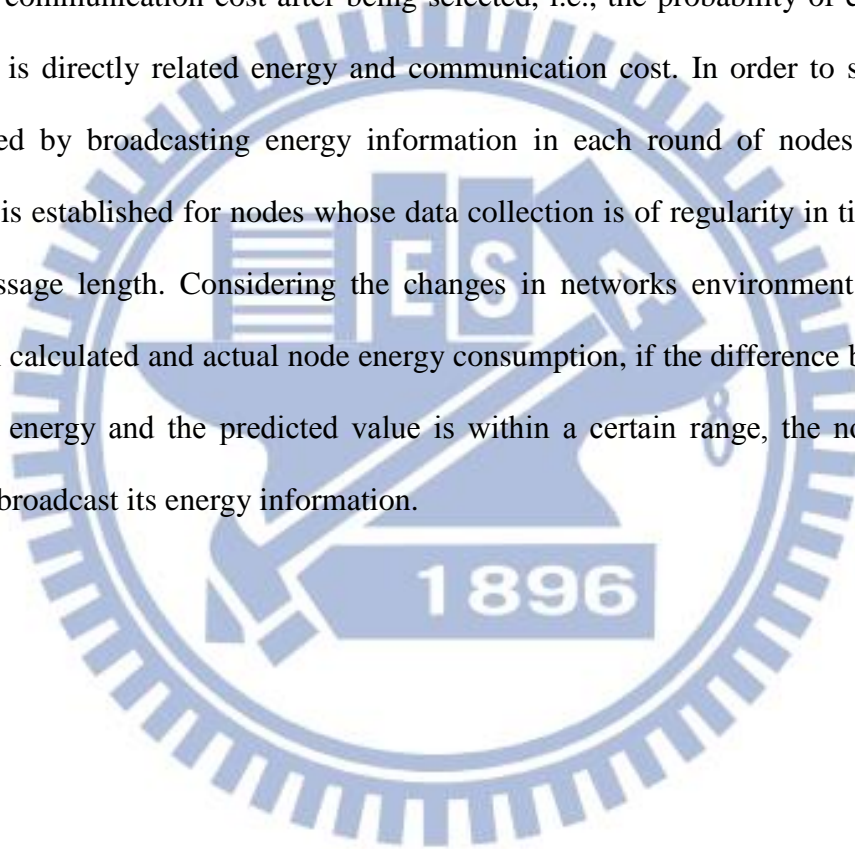 communication cost after being selected, i.e., the probability of
is directly related energy and communication cost. In order to s
ed by broadcasting energy information in each round of nodes
is established for nodes whose data collection is of regularity in ti
ssage length. Considering the changes in networks environment
calculated and actual node energy consumption, if the difference b
energy and the predicted value is within a certain range, the no
broadcast its energy information.
E S A
1896